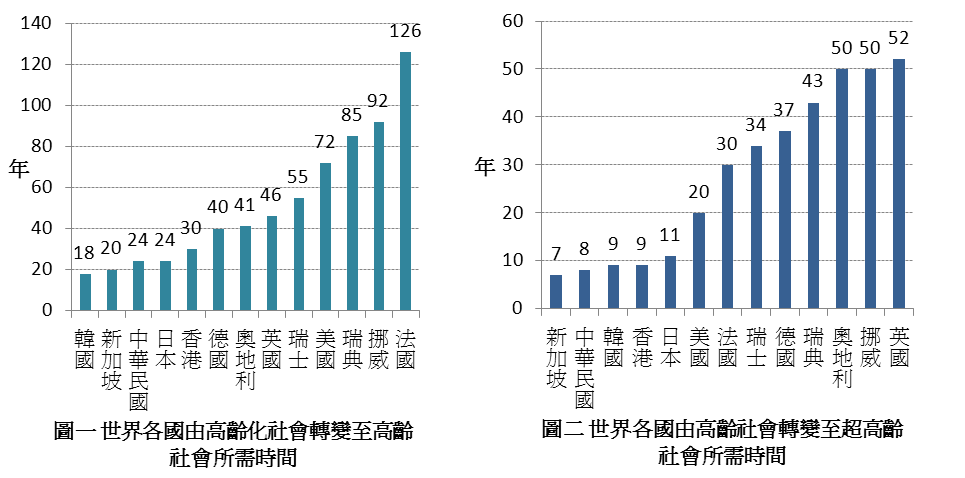 140
120
100
80
60
40
20
0
年
18
20
24
24
30
40
41
46
55
72
85
92
126
韓國
新加坡
中華民國
日本
香港
德國
奧地利
英國
瑞士
美國
瑞典
挪威
法國
圖一 世界各國由高齡化社會轉變至高齡
社會所需時間
60
50
40
30
20
10
0
年
7
8
9
9
11
20
30
34
37
43
50
50
52
新加坡
中華民國
韓國
香港
日本
美國
法國
瑞士
德國
瑞典
奧地利
挪威
英國
圖二 世界各國由高齡社會轉變至超高齡
社會所需時間